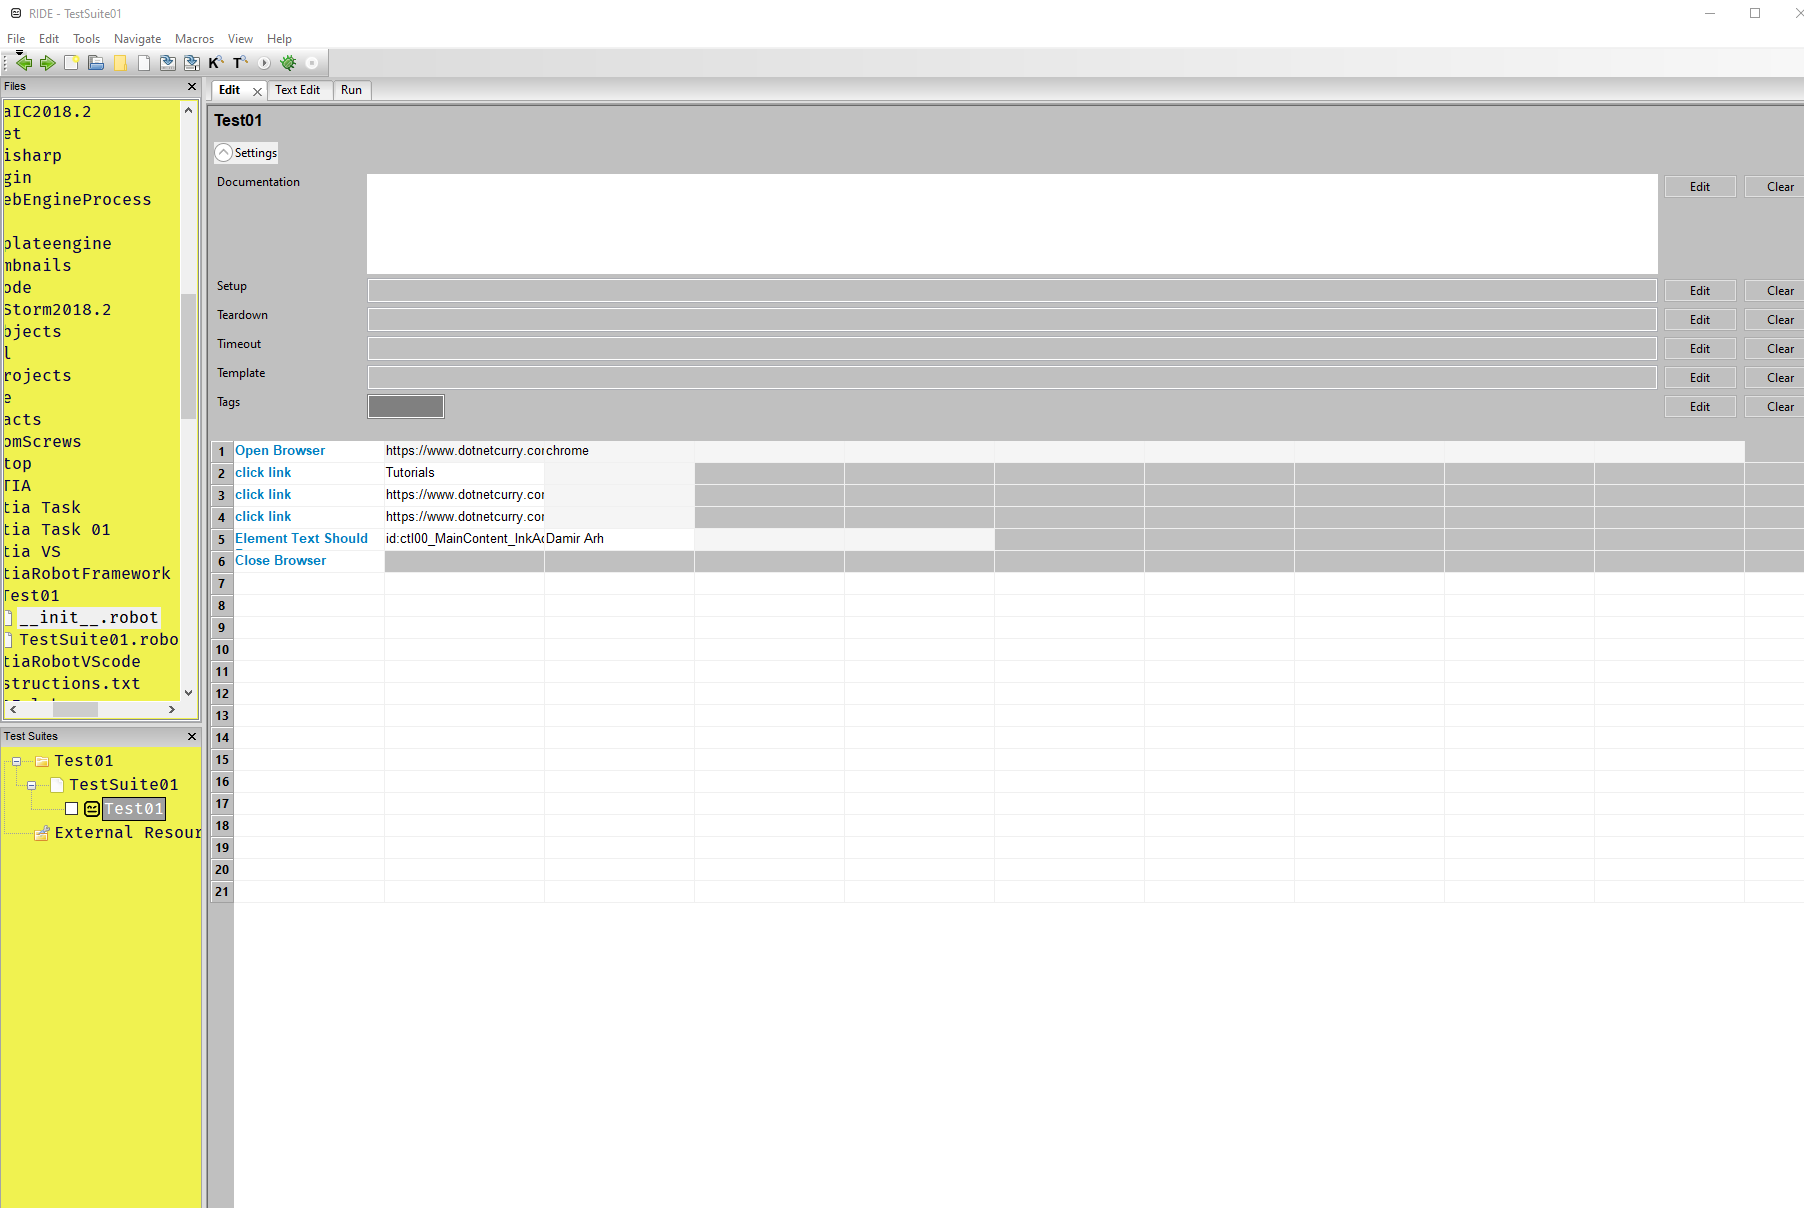 RIDE - TestSuite01
File Edit Tools Navigate Macros View Help
Files
aIC2018.2
et
isharp
gin
ebEngineProcess
plateengine
mbnails
ode
Storm2018.2
bjects
l
rojects
e
acts
omScrews
top
TIA
tia Task
tia Task 01
tia VS
tiaRobotFramework
Test01
__init__.robot
TestSuite01.robo
tiaRobotVScode
structions.txt
Test Suites
Test01
TestSuite01
Test01
External Resour
Edit Text Edit Run
Test01
Settings
Documentation Edit Clear
Setup Edit Clear
Teardown Edit Clear
Timeout Edit Clear
Template Edit Clear
Tags Edit Clear
1 Open Browser https://www.dotnetcurry.cor chrome
2 click link Tutorials
3 click link https://www.dotnetcurry.cor
4 click link https://www.dotnetcurry.cor
5 Element Text Should id:ctl00_MainContent_lnkAc Damir Arh
6 Close Browser
7
8
9
10
11
12
13
14
15
16
17
18
19
20
21